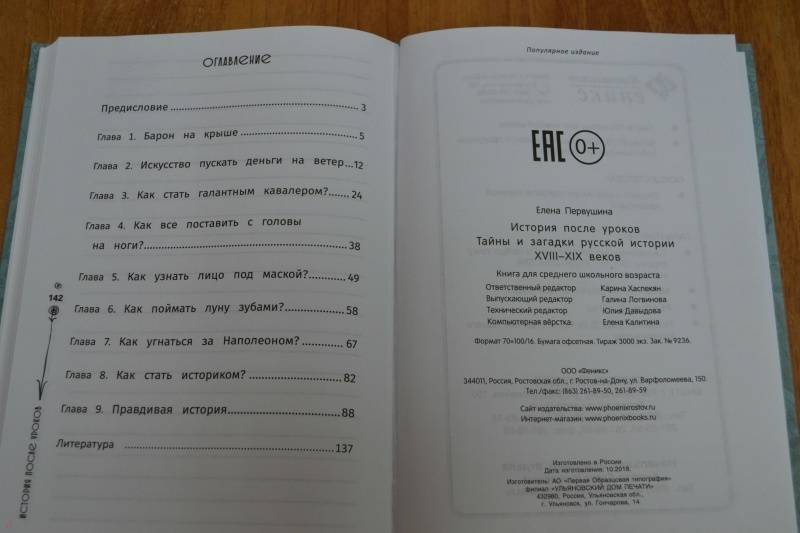 ОГЛАВЛЕНИЕ
Предисловие ........ 3
Глава 1. Барон на крыше ........ 5
Глава 2. Искусство пускать деньги на ветер...12
Глава 3. Как стать галантным кавалером?..... 24
Глава 4. Как все поставить с головы
на ноги?........ 38
Глава 5. Как узнать лицо под маской?...... 49
Глава 6. Как поймать луну зубами?........ 58
Глава 7. Как угнаться за Наполеоном?........ 67
Глава 8. Как стать историком?........ 82
Глава 9. Правдивая история........ 88
Литература ........ 137
142
ИСТОРИЯ ПОСЛЕ УРОКОВ
Популярное издание
ЕАС 0+
Елена Первушина
История после уроков
Тайны и загадки русской истории
XVIII–XIX веков
Книга для среднего школьного возраста
Ответственный редактор Карина Хаспекян
Выпускающий редактор Галина Логвинова
Технический редактор Юлия Давыдова
Компьютерная вёрстка: Елена Калитина
Формат 70×100/16. Бумага офсетная. Тираж 3000 экз. Зак. № 9236.
ООО «Феникс»
344011, Россия, Ростовская обл., г. Ростов-на-Дону, ул. Варфоломеева, 150.
Тел./факс: (863) 261-89-50, 261-89-59
Сайт издательства: www.phoenixrostov.ru
Интернет-магазин: www.phoenixbooks.ru
Изготовлено в России
Дата изготовления: 10.2018.
Изготовитель: АО «Первая Образцовая типография»
филиал «УЛЬЯНОВСКИЙ ДОМ ПЕЧАТИ»
432980, Россия, Ульяновская обл.,
г. Ульяновск, ул. Гончарова, 14